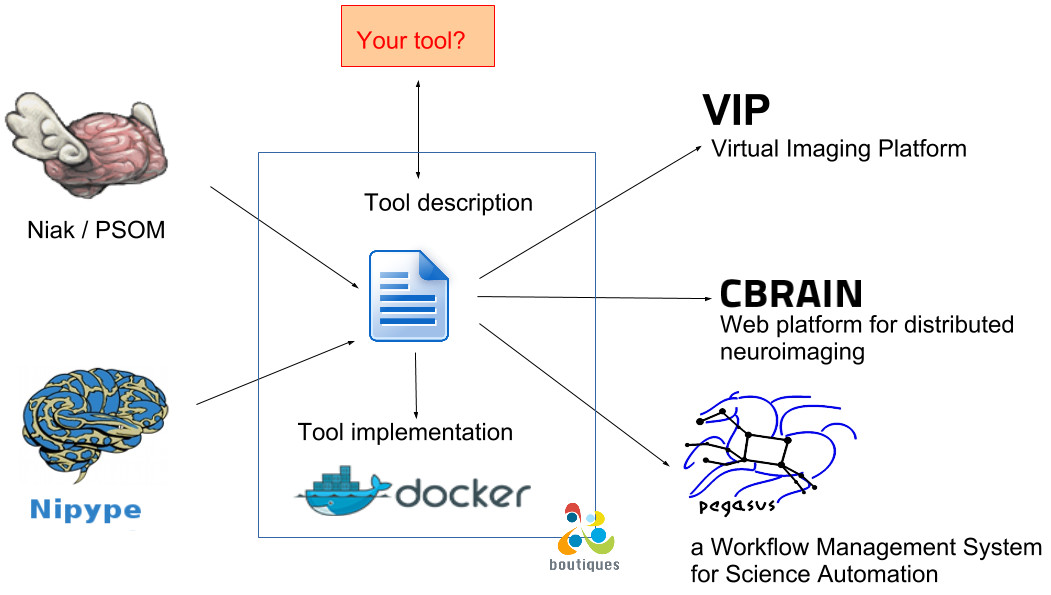 Your tool?
VIP
Virtual Imaging Platform
Tool description
Niak / PSOM
CBRAIN
Web platform for distributed
neuroimaging
Tool implementation
docker
Nipype
pegasus
boutiques
a Workflow Management System
for Science Automation